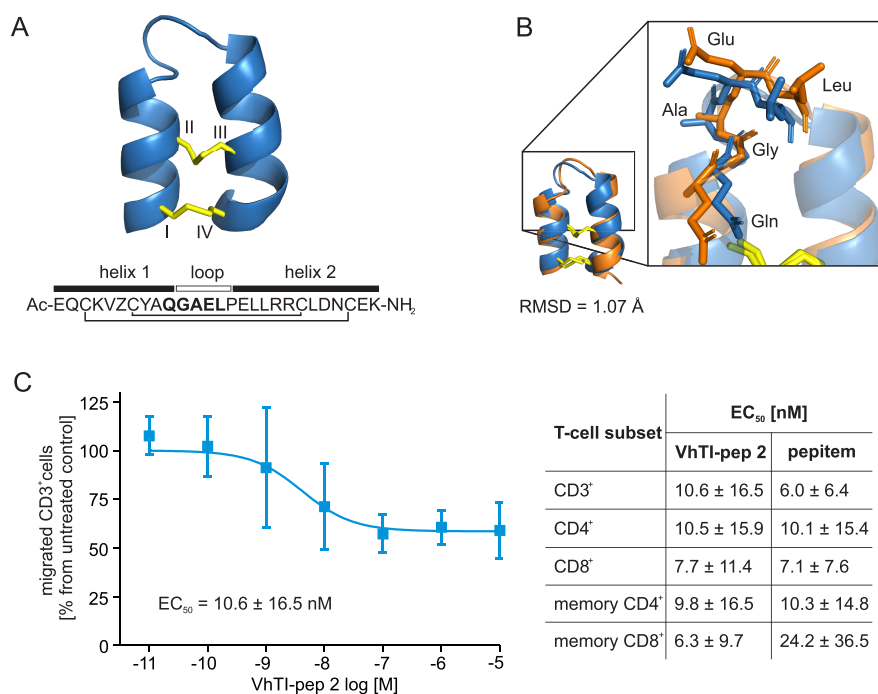 A
II III
I IV
helix 1 loop helix 2
Ac-EQCKVZCYAQGAELPELLRRCLDNCEK-NH2
B
Glu
Leu
Ala
Gly
Gln
RMSD = 1.07 Å
C
migrated CD3+cells
[% from untreated control]
125
100
75
50
25
0
EC50 = 10.6 ± 16.5 nM
-11 -10 -9 -8 -7 -6 -5
VhTI-pep 2 log [M]
T-cell subset EC50 [nM]
VhTI-pep 2 pepitem
CD3+ 10.6 ± 16.5 6.0 ± 6.4
CD4+ 10.5 ± 15.9 10.1 ± 15.4
CD8+ 7.7 ± 11.4 7.1 ± 7.6
memory CD4+ 9.8 ± 16.5 10.3 ± 14.8
memory CD8+ 6.3 ± 9.7 24.2 ± 36.5